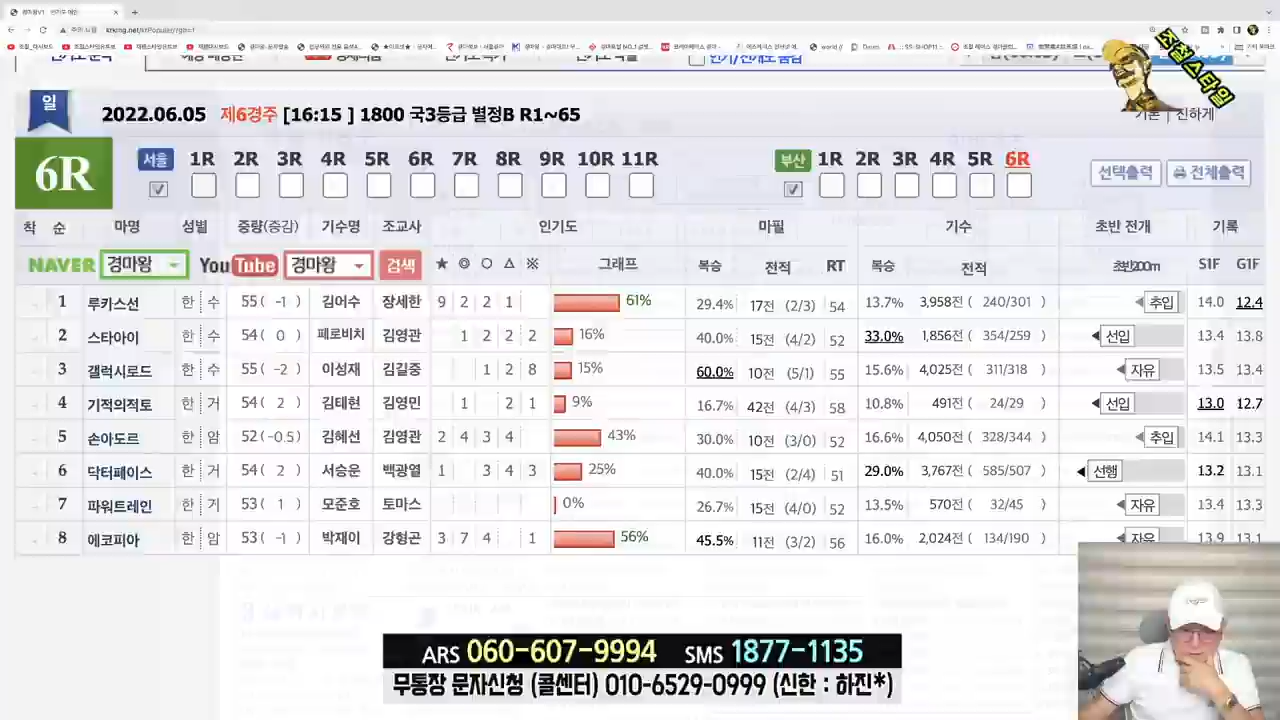 krking.net/krPopular/?gb=1
조철스타일
일
2022.06.05 제6경주 [16:15 ] 1800 국3등급 별정B R1~65
기본 | 진하게
6R
서울 1R 2R 3R 4R 5R 6R 7R 8R 9R 10R 11R
부산 1R 2R 3R 4R 5R 6R
선택출력 전체출력
착 순 마명 성별 중량(증감) 기수명 조교사 인기도 마필 기수 초반 전개 기록
NAVER 경마왕 YouTube 경마왕 검색 ★ ◎ ○ △ ※ 그래프 복승 전적 RT 복승 전적 초반200m S1F G1F
1 루카스선 한 수 55 ( -1 ) 김어수 장세한 9 2 2 1 61% 29.4% 17전 (2/3) 54 13.7% 3,958전 ( 240/301 ) 추입 14.0 12.4
2 스타아이 한 수 54 ( 0 ) 페로비치 김영관 1 2 2 2 16% 40.0% 15전 (4/2) 52 33.0% 1,856전 ( 354/259 ) 선입 13.4 13.8
3 갤럭시로드 한 수 55 ( -2 ) 이성재 김길중 1 2 8 15% 60.0% 10전 (5/1) 55 15.6% 4,025전 ( 311/318 ) 자유 13.5 13.4
4 기적의적토 한 거 54 ( 2 ) 김태현 김영민 1 2 1 9% 16.7% 42전 (4/3) 58 10.8% 491전 ( 24/29 ) 선입 13.0 12.7
5 손아도르 한 암 52 ( -0.5 ) 김혜선 김영관 2 4 3 4 43% 30.0% 10전 (3/0) 52 16.6% 4,050전 ( 328/344 ) 추입 14.1 13.3
6 닥터페이스 한 거 54 ( 2 ) 서승운 백광열 1 3 4 3 25% 40.0% 15전 (2/4) 51 29.0% 3,767전 ( 585/507 ) 선행 13.2 13.1
7 파워트레인 한 거 53 ( 1 ) 모준호 토마스 0% 26.7% 15전 (4/0) 52 13.5% 570전 ( 32/45 ) 자유 13.4 13.3
8 에코피아 한 암 53 ( -1 ) 박재이 강형곤 3 7 4 1 56% 45.5% 11전 (3/2) 56 16.0% 2,024전 ( 134/190 ) 자유 13.9 13.1
ARS 060-607-9994 SMS 1877-1135
무통장 문자신청 (콜센터) 010-6529-0999 (신한 : 하진*)